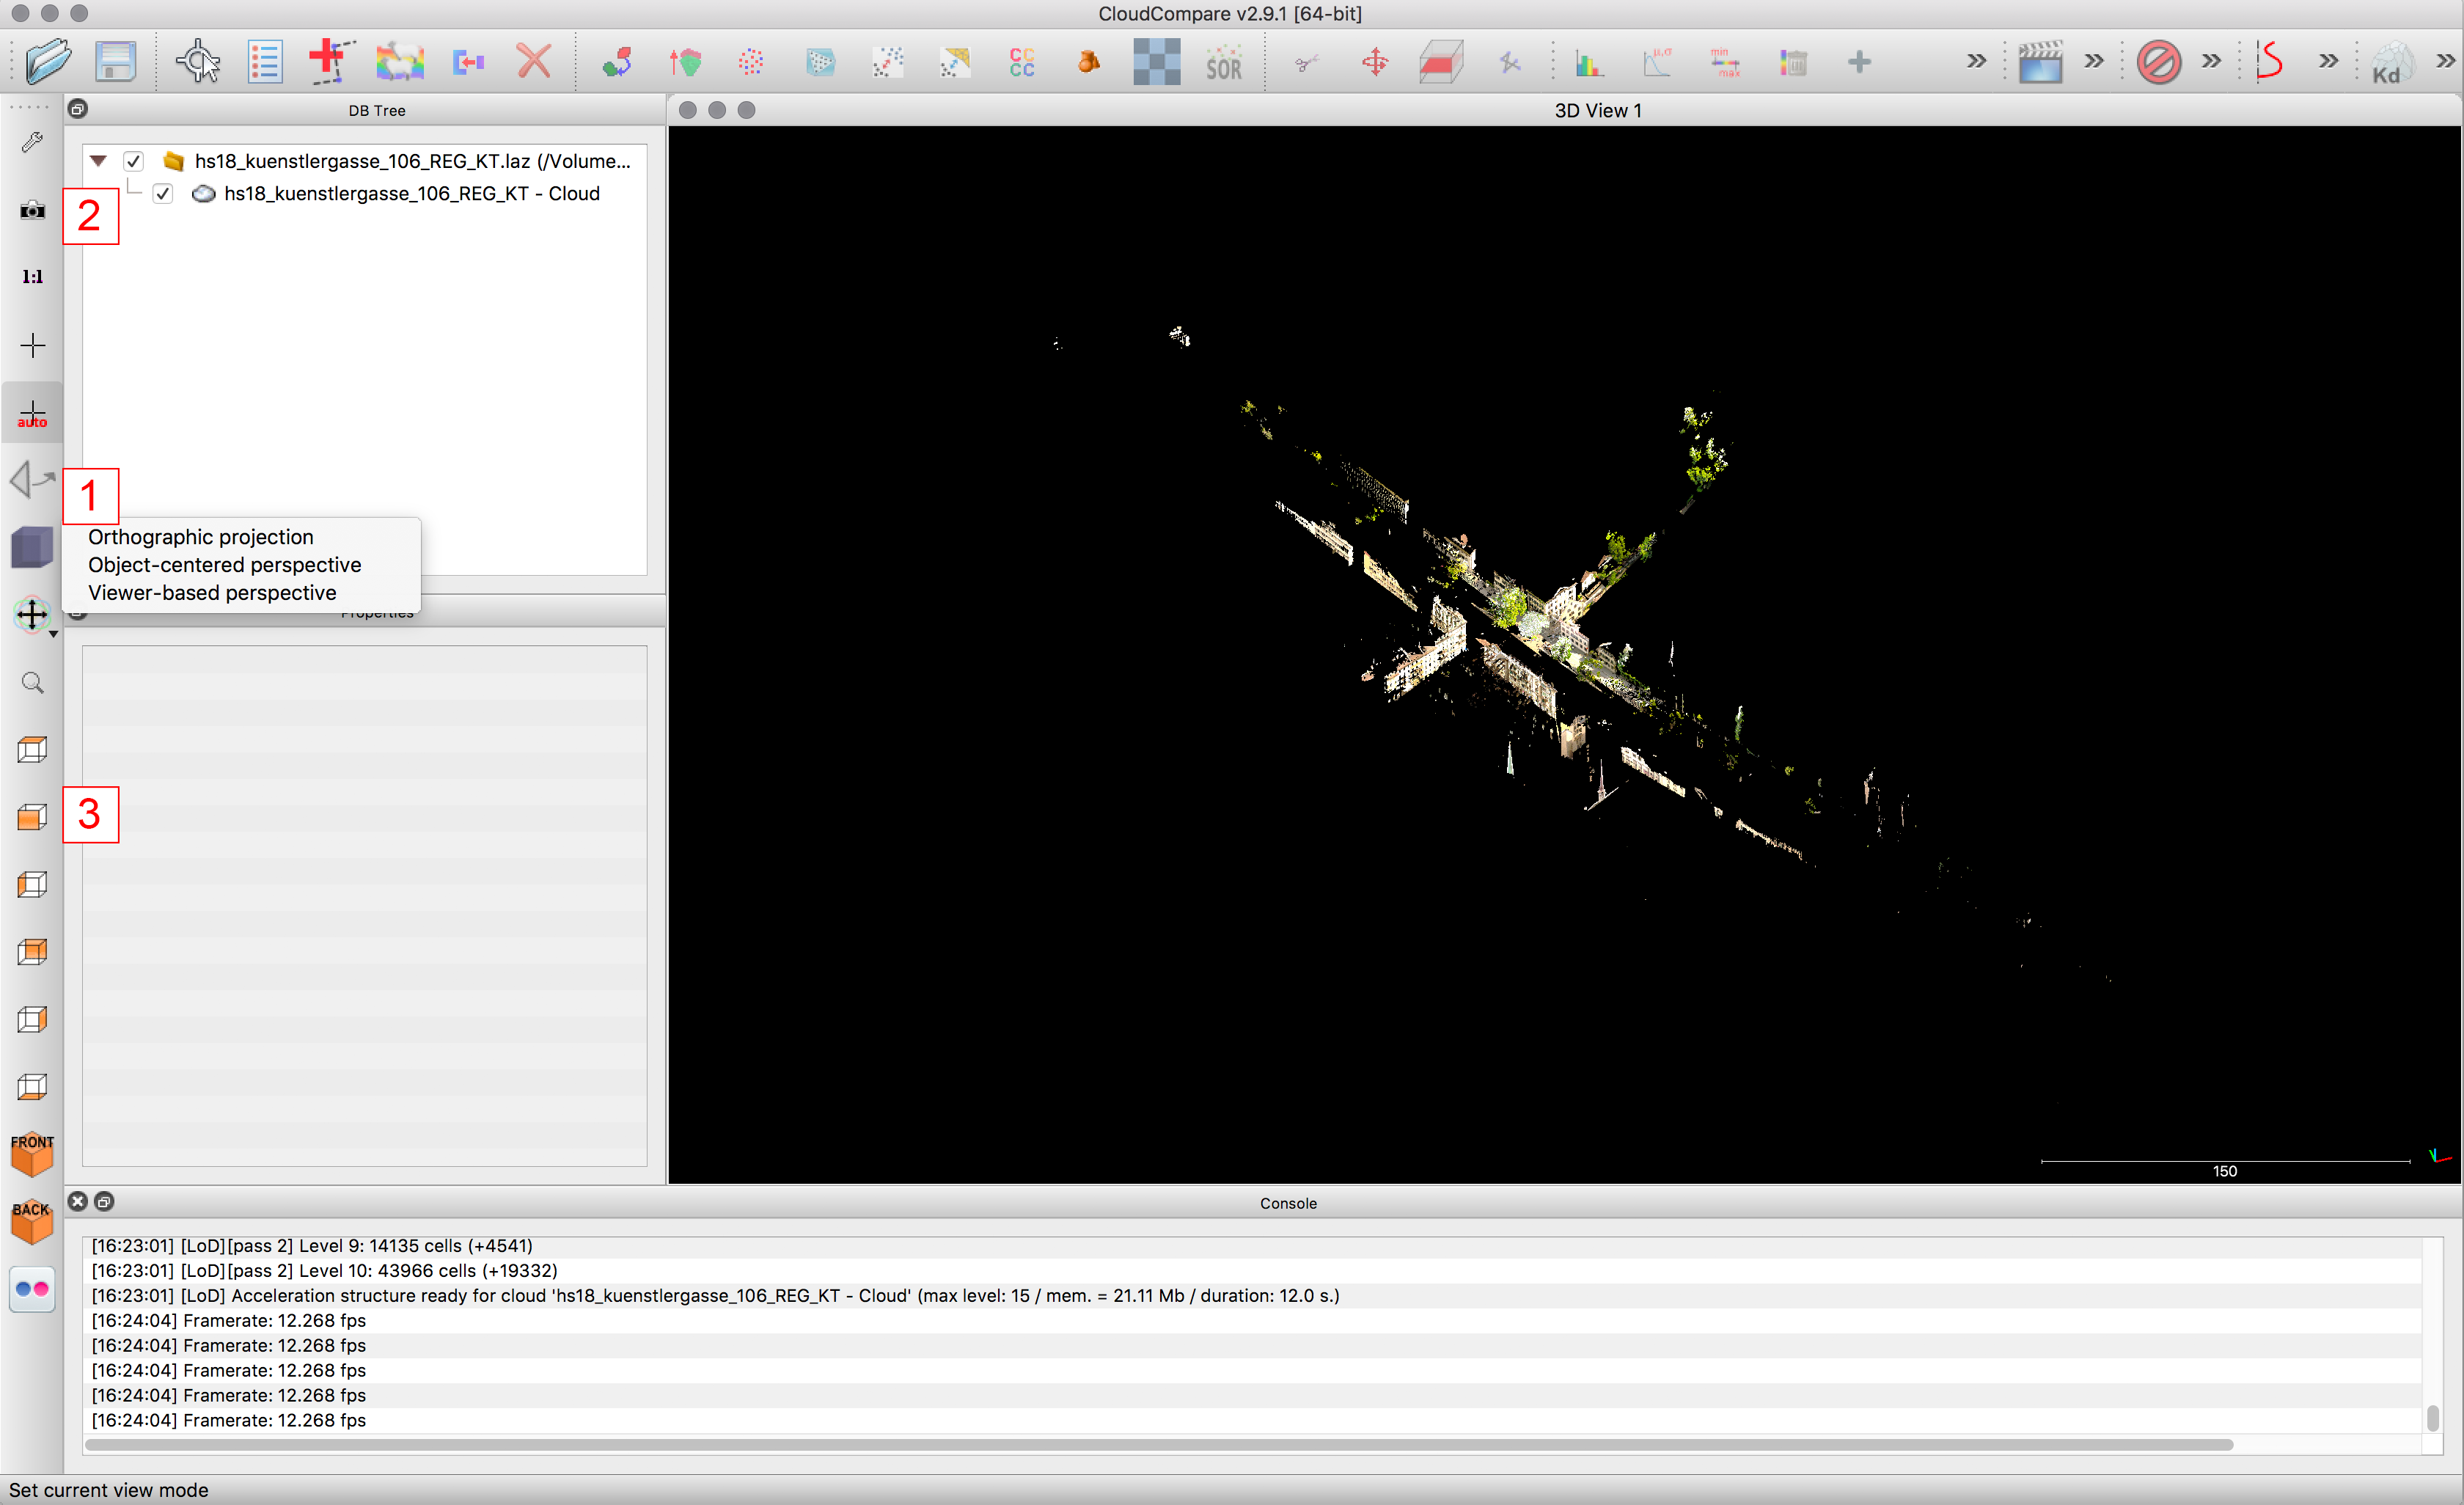 CloudCompare v2.9.1 [64-bit]
CC
CC
SOR
μ,σ
min
max
Kd
DB Tree
3D View 1
hs18_kuenstlergasse_106_REG_KT.laz (/Volume...
hs18_kuenstlergasse_106_REG_KT - Cloud
2
1:1
auto
1
Orthographic projection
Object-centered perspective
Viewer-based perspective
Properties
3
FRONT
BACK
150
Console
[16:23:01] [LoD][pass 2] Level 9: 14135 cells (+4541)
[16:23:01] [LoD][pass 2] Level 10: 43966 cells (+19332)
[16:23:01] [LoD] Acceleration structure ready for cloud 'hs18_kuenstlergasse_106_REG_KT - Cloud' (max level: 15 / mem. = 21.11 Mb / duration: 12.0 s.)
[16:24:04] Framerate: 12.268 fps
[16:24:04] Framerate: 12.268 fps
[16:24:04] Framerate: 12.268 fps
[16:24:04] Framerate: 12.268 fps
[16:24:04] Framerate: 12.268 fps
Set current view mode